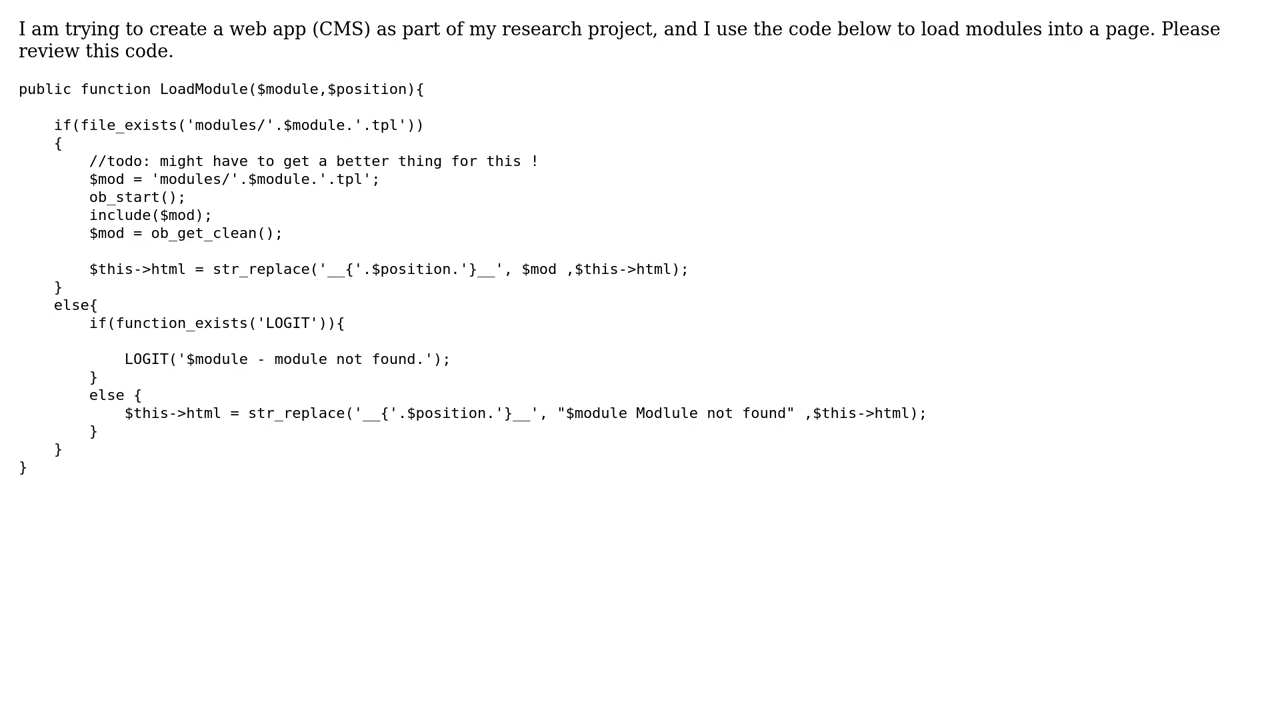 I am trying to create a web app (CMS) as part of my research project, and I use the code below to load modules into a page. Please
review this code.
public function LoadModule($module,$position){
    if(file_exists('modules/'.$module.'.tpl'))
    {
        //todo: might have to get a better thing for this !
        $mod = 'modules/'.$module.'.tpl';
        ob_start();
        include($mod);
        $mod = ob_get_clean();
        $this->html = str_replace('__{'.$position.'}__', $mod ,$this->html);
    }
    else{
        if(function_exists('LOGIT')){
            LOGIT('$module - module not found.');
        }
        else {
            $this->html = str_replace('__{'.$position.'}__', "$module Modlule not found" ,$this->html);
        }
    }
}